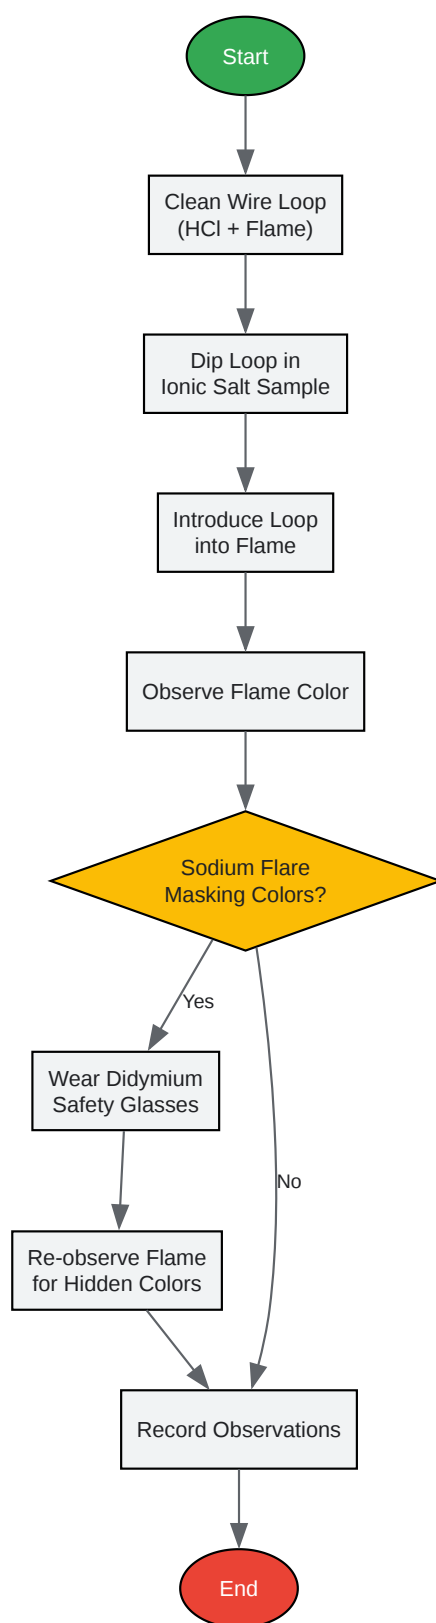 Start
Clean Wire Loop
(HCl + Flame)
Dip Loop in
Ionic Salt Sample
Introduce Loop
into Flame
Observe Flame Color
Sodium Flare
Masking Colors?
Yes
Wear Didymium
Safety Glasses
No
Re-observe Flame
for Hidden Colors
Record Observations
End